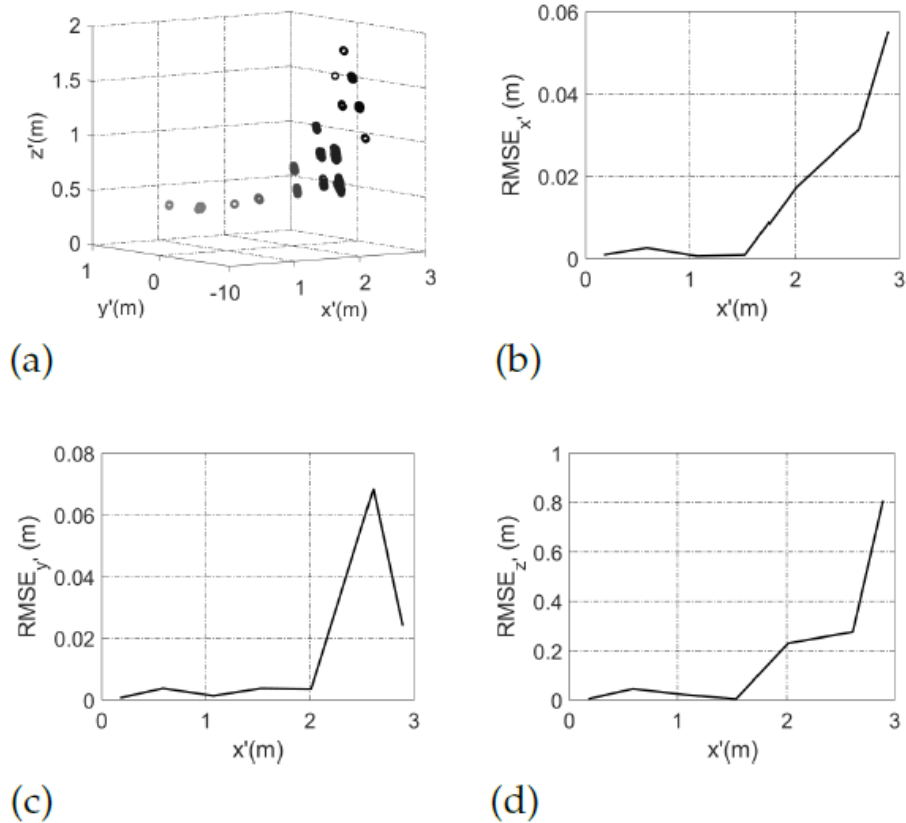 2
1.5
1
0.5
0
z'(m)
1
0
-10
1
2
3
y'(m)
x'(m)
(a)
0.06
0.04
0.02
0
RMSE_x' (m)
0
1
2
3
x'(m)
(b)
0.08
0.06
0.04
0.02
0
RMSE_y' (m)
0
1
2
3
x'(m)
(c)
1
0.8
0.6
0.4
0.2
0
RMSE_z' (m)
0
1
2
3
x'(m)
(d)